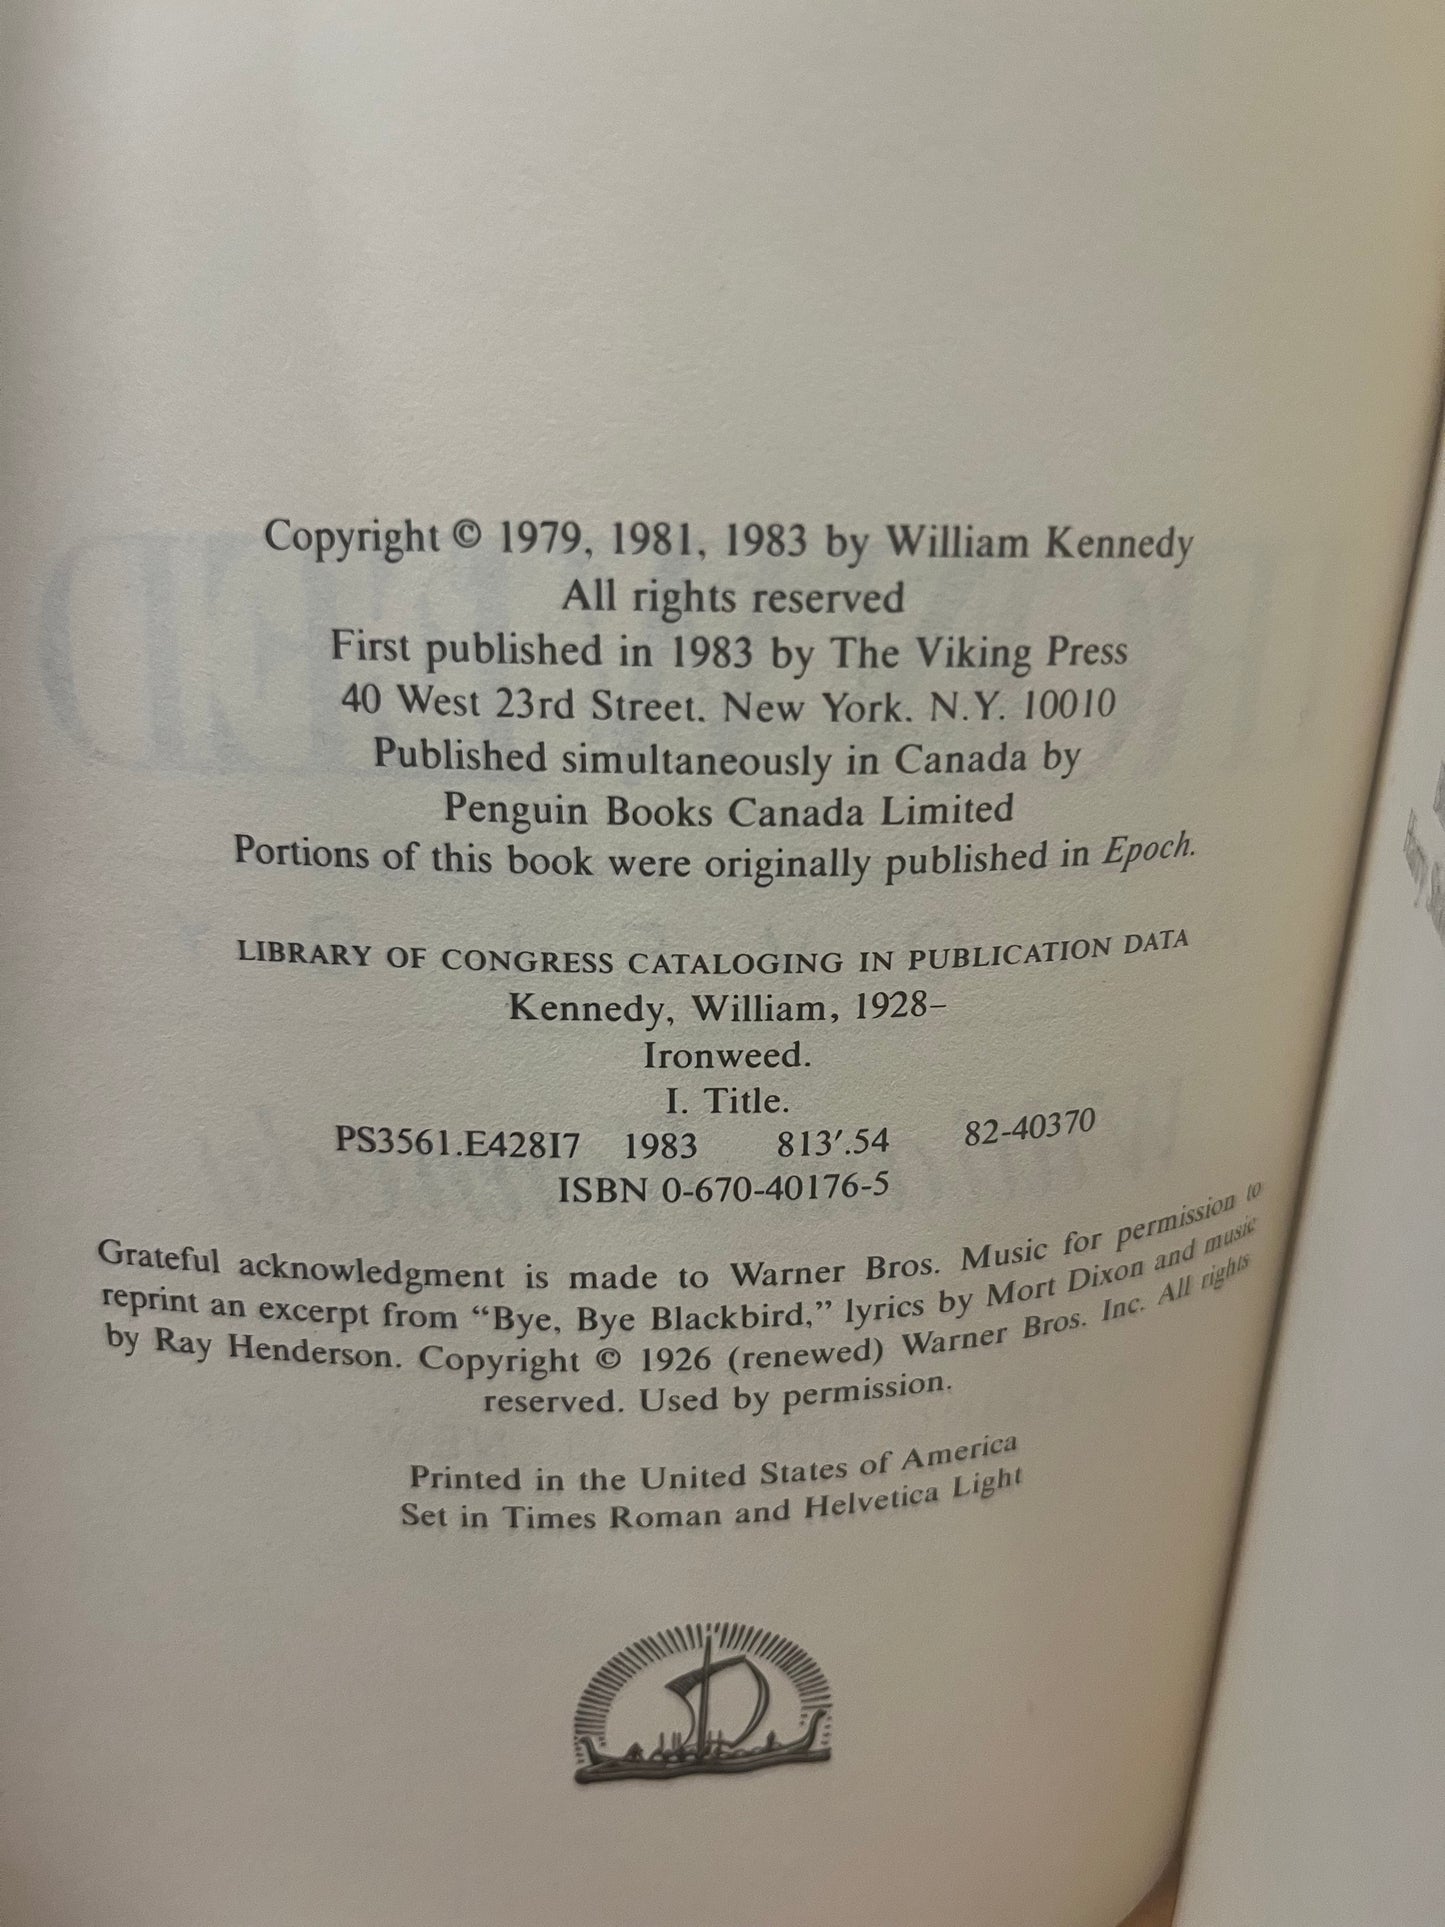 Copyright © 1979, 1981, 1983 by William Kennedy
All rights reserved
First published in 1983 by The Viking Press
40 West 23rd Street. New York. N.Y. 10010
Published simultaneously in Canada by
Penguin Books Canada Limited
Portions of this book were originally published in Epoch.
LIBRARY OF CONGRESS CATALOGING IN PUBLICATION DATA
Kennedy, William, 1928–
Ironweed.
I. Title.
PS3561.E428I7 1983 813′.54 82-40370
ISBN 0-670-40176-5
Grateful acknowledgment is made to Warner Bros. Music for permission to
reprint an excerpt from “Bye, Bye Blackbird,” lyrics by Mort Dixon and music
by Ray Henderson. Copyright © 1926 (renewed) Warner Bros. Inc. All rights
reserved. Used by permission.
Printed in the United States of America
Set in Times Roman and Helvetica Light